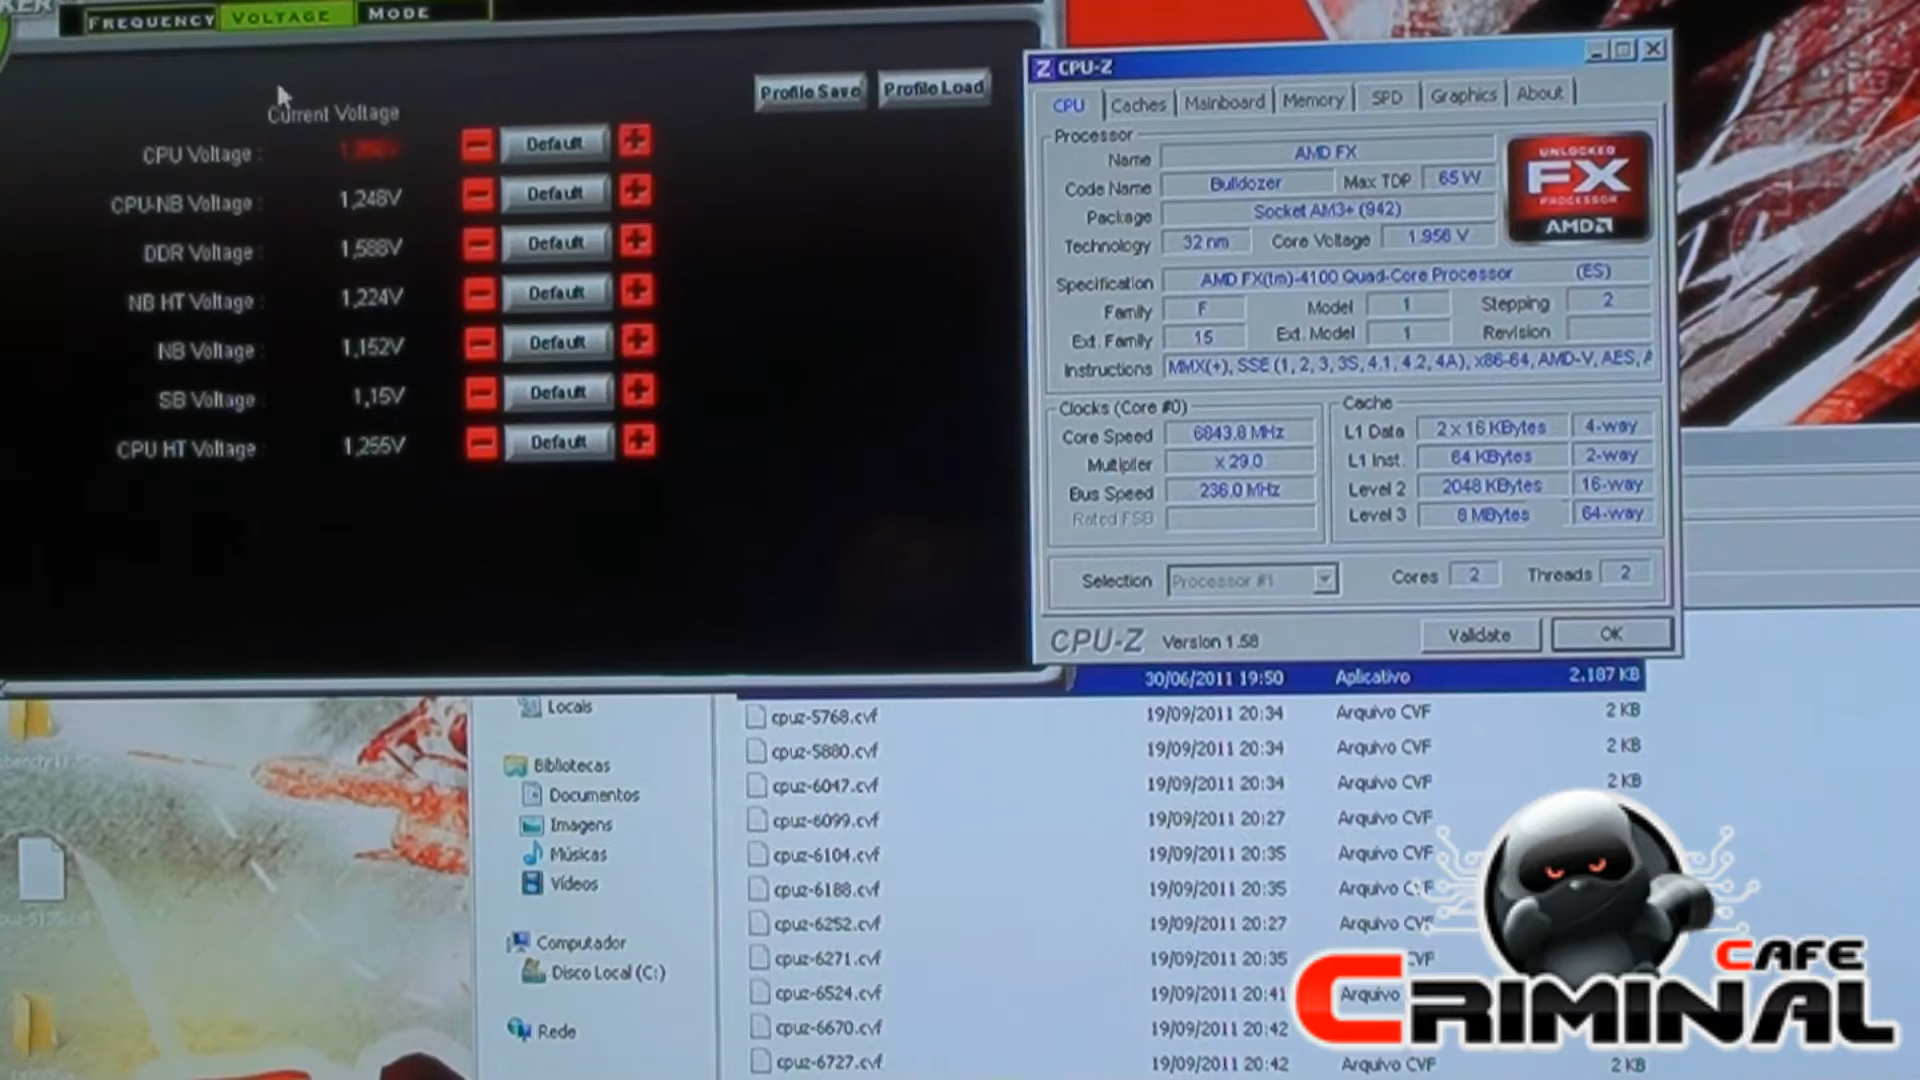 FREQUENCY VOLTAGE MODE
Profile Save Profile Load
Current Voltage
CPU Voltage :
- Default +
CPU-NB Voltage : 1,248V - Default +
DDR Voltage : 1,588V - Default +
NB HT Voltage : 1,224V - Default +
NB Voltage : 1,152V - Default +
SB Voltage : 1,15V - Default +
CPU HT Voltage : 1,255V - Default +
CPU-Z
CPU Caches Mainboard Memory SPD Graphics About
Processor
Name AMD FX
Code Name Bulldozer Max TDP 65 W
Package Socket AM3+ (942)
Technology 32 nm Core Voltage 1.956 V
UNLOCKED
FX
PROCESSOR
AMD
Specification AMD FX(tm)-4100 Quad-Core Processor (ES)
Family F Model 1 Stepping 2
Ext. Family 15 Ext. Model 1 Revision
Instructions MMX(+), SSE (1, 2, 3, 3S, 4.1, 4.2, 4A), x86-64, AMD-V, AES, A
Clocks (Core #0)
Core Speed 6843.8 MHz
Multiplier x 29.0
Bus Speed 236.0 MHz
Rated FSB
Cache
L1 Data 2 x 16 KBytes 4-way
L1 Inst. 64 KBytes 2-way
Level 2 2048 KBytes 16-way
Level 3 8 MBytes 64-way
Selection Processor #1 Cores 2 Threads 2
CPU-Z Version 1.58 Validate OK
30/06/2011 19:50 Aplicativo 2.187 KB
cpuz-5768.cvf 19/09/2011 20:34 Arquivo CVF 2 KB
cpuz-5880.cvf 19/09/2011 20:34 Arquivo CVF 2 KB
cpuz-6047.cvf 19/09/2011 20:34 Arquivo CVF 2 KB
cpuz-6099.cvf 19/09/2011 20:27 Arquivo CVF
cpuz-6104.cvf 19/09/2011 20:35 Arquivo CVF
cpuz-6188.cvf 19/09/2011 20:35 Arquivo CVF
cpuz-6252.cvf 19/09/2011 20:27 Arquivo CVF
cpuz-6271.cvf 19/09/2011 20:35 CVF
cpuz-6524.cvf 19/09/2011 20:41 Arquivo
cpuz-6670.cvf 19/09/2011 20:42
cpuz-6727.cvf 19/09/2011 20:42 Arquivo CVF 2 KB
Locais
Bibliotecas
Documentos
Imagens
Músicas
Vídeos
Computador
Disco Local (C:)
Rede
CAFE
CRIMINAL